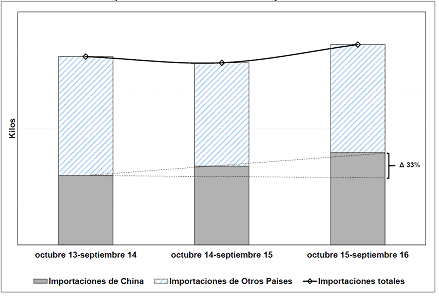 Kilos
Δ 33%
octubre 13-septiembre 14 octubre 14-septiembre 15 octubre 15-septiembre 16
Importaciones de China Importaciones de Otros Países Importaciones totales